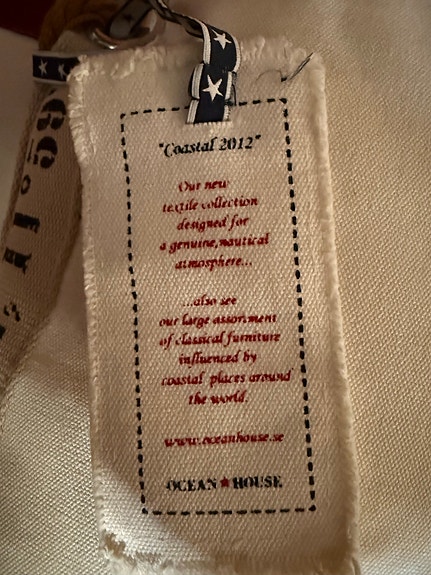 "Coastal 2012"
Our new
textile collection
designed for
a genuine, nautical
atmosphere...
...also see
our large assortment
of classical furniture
influenced by
coastal places around
the world.
www.oceanhouse.se
OCEAN★HOUSE